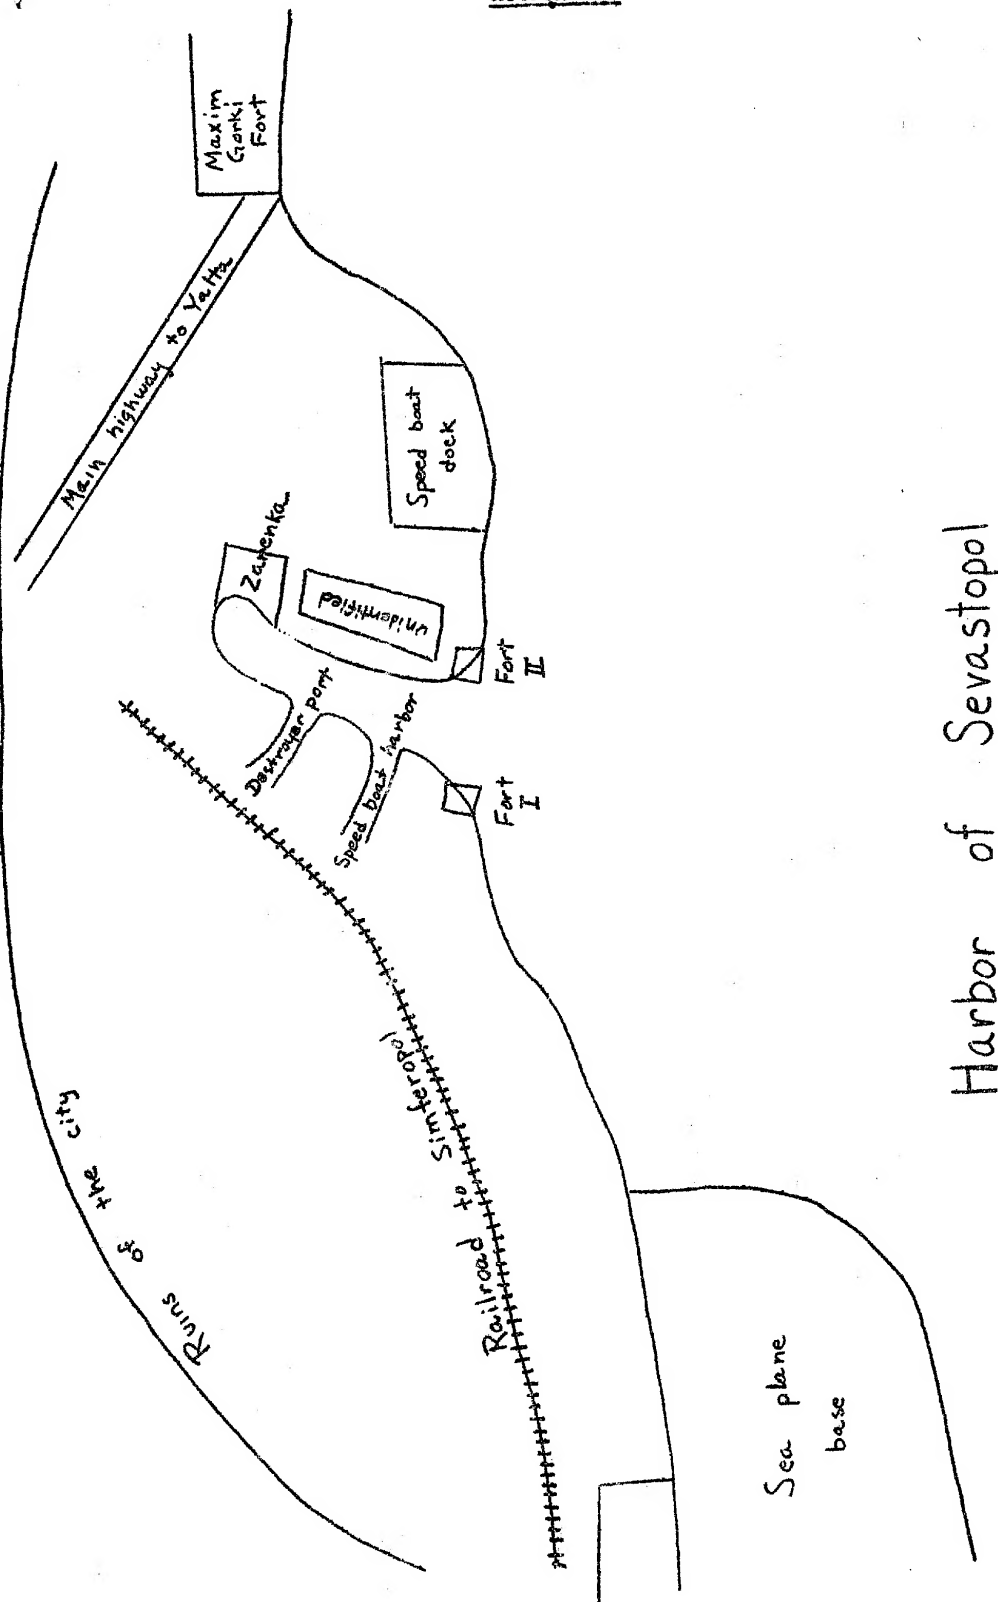 Ruins of the city
Main highway to Yalta
Maxim
Gorki
Fort
Zanenka
unidentified
Speed boat
dock
Destroyer port
Speed boat harbor
Fort
II
Fort
I
Railroad to Simferopol
Sea plane
base
Harbor of Sevastopol